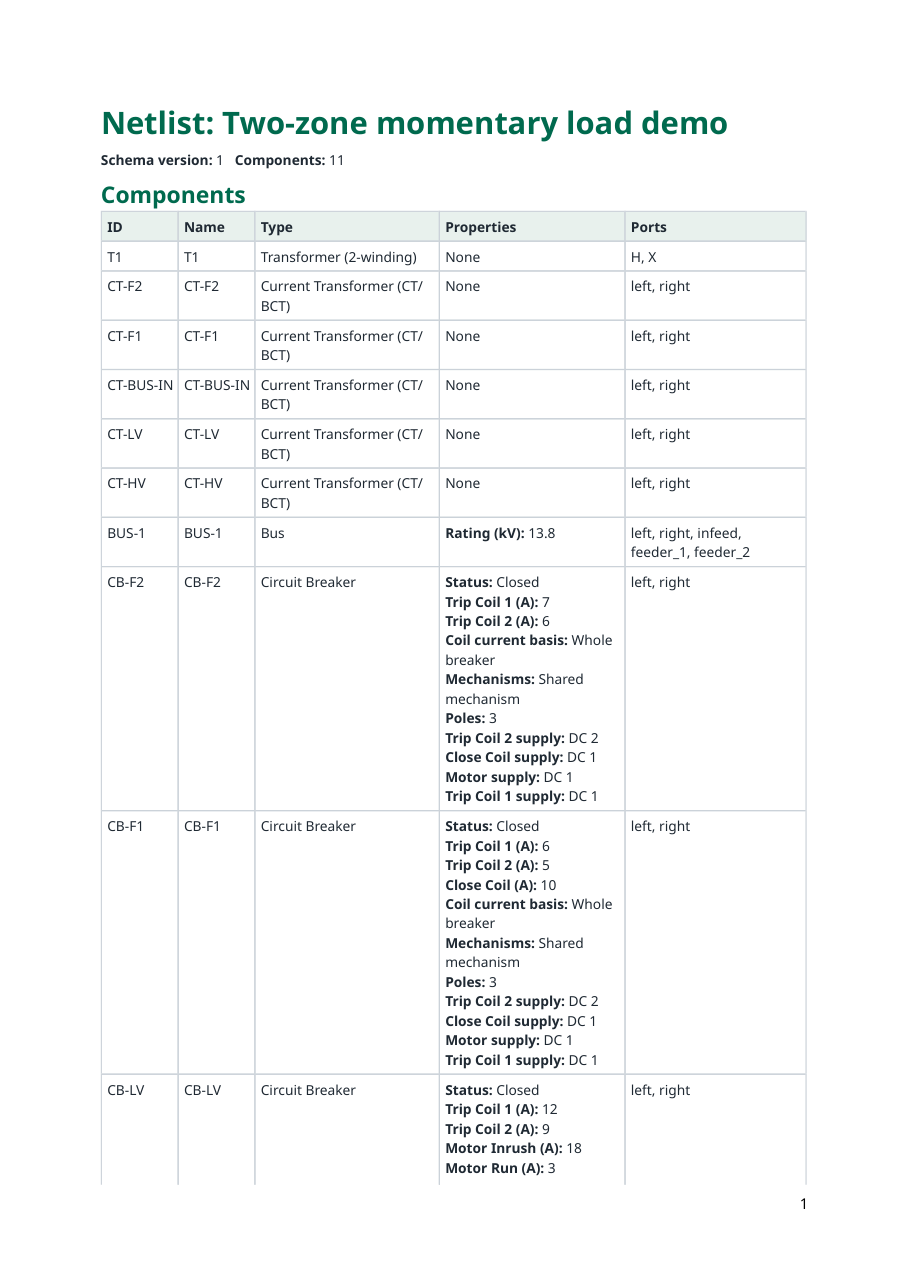 Netlist: Two-zone momentary load demo
Schema version: 1 Components: 11
Components
ID Name Type Properties Ports
T1 T1 Transformer (2-winding) None H, X
CT-F2 CT-F2 Current Transformer (CT/ None left, right
BCT)
CT-F1 CT-F1 Current Transformer (CT/ None left, right
BCT)
CT-BUS-IN CT-BUS-IN Current Transformer (CT/ None left, right
BCT)
CT-LV CT-LV Current Transformer (CT/ None left, right
BCT)
CT-HV CT-HV Current Transformer (CT/ None left, right
BCT)
BUS-1 BUS-1 Bus Rating (kV): 13.8 left, right, infeed,
feeder_1, feeder_2
CB-F2 CB-F2 Circuit Breaker Status: Closed left, right
Trip Coil 1 (A): 7
Trip Coil 2 (A): 6
Coil current basis: Whole
breaker
Mechanisms: Shared
mechanism
Poles: 3
Trip Coil 2 supply: DC 2
Close Coil supply: DC 1
Motor supply: DC 1
Trip Coil 1 supply: DC 1
CB-F1 CB-F1 Circuit Breaker Status: Closed left, right
Trip Coil 1 (A): 6
Trip Coil 2 (A): 5
Close Coil (A): 10
Coil current basis: Whole
breaker
Mechanisms: Shared
mechanism
Poles: 3
Trip Coil 2 supply: DC 2
Close Coil supply: DC 1
Motor supply: DC 1
Trip Coil 1 supply: DC 1
CB-LV CB-LV Circuit Breaker Status: Closed left, right
Trip Coil 1 (A): 12
Trip Coil 2 (A): 9
Motor Inrush (A): 18
Motor Run (A): 3
1